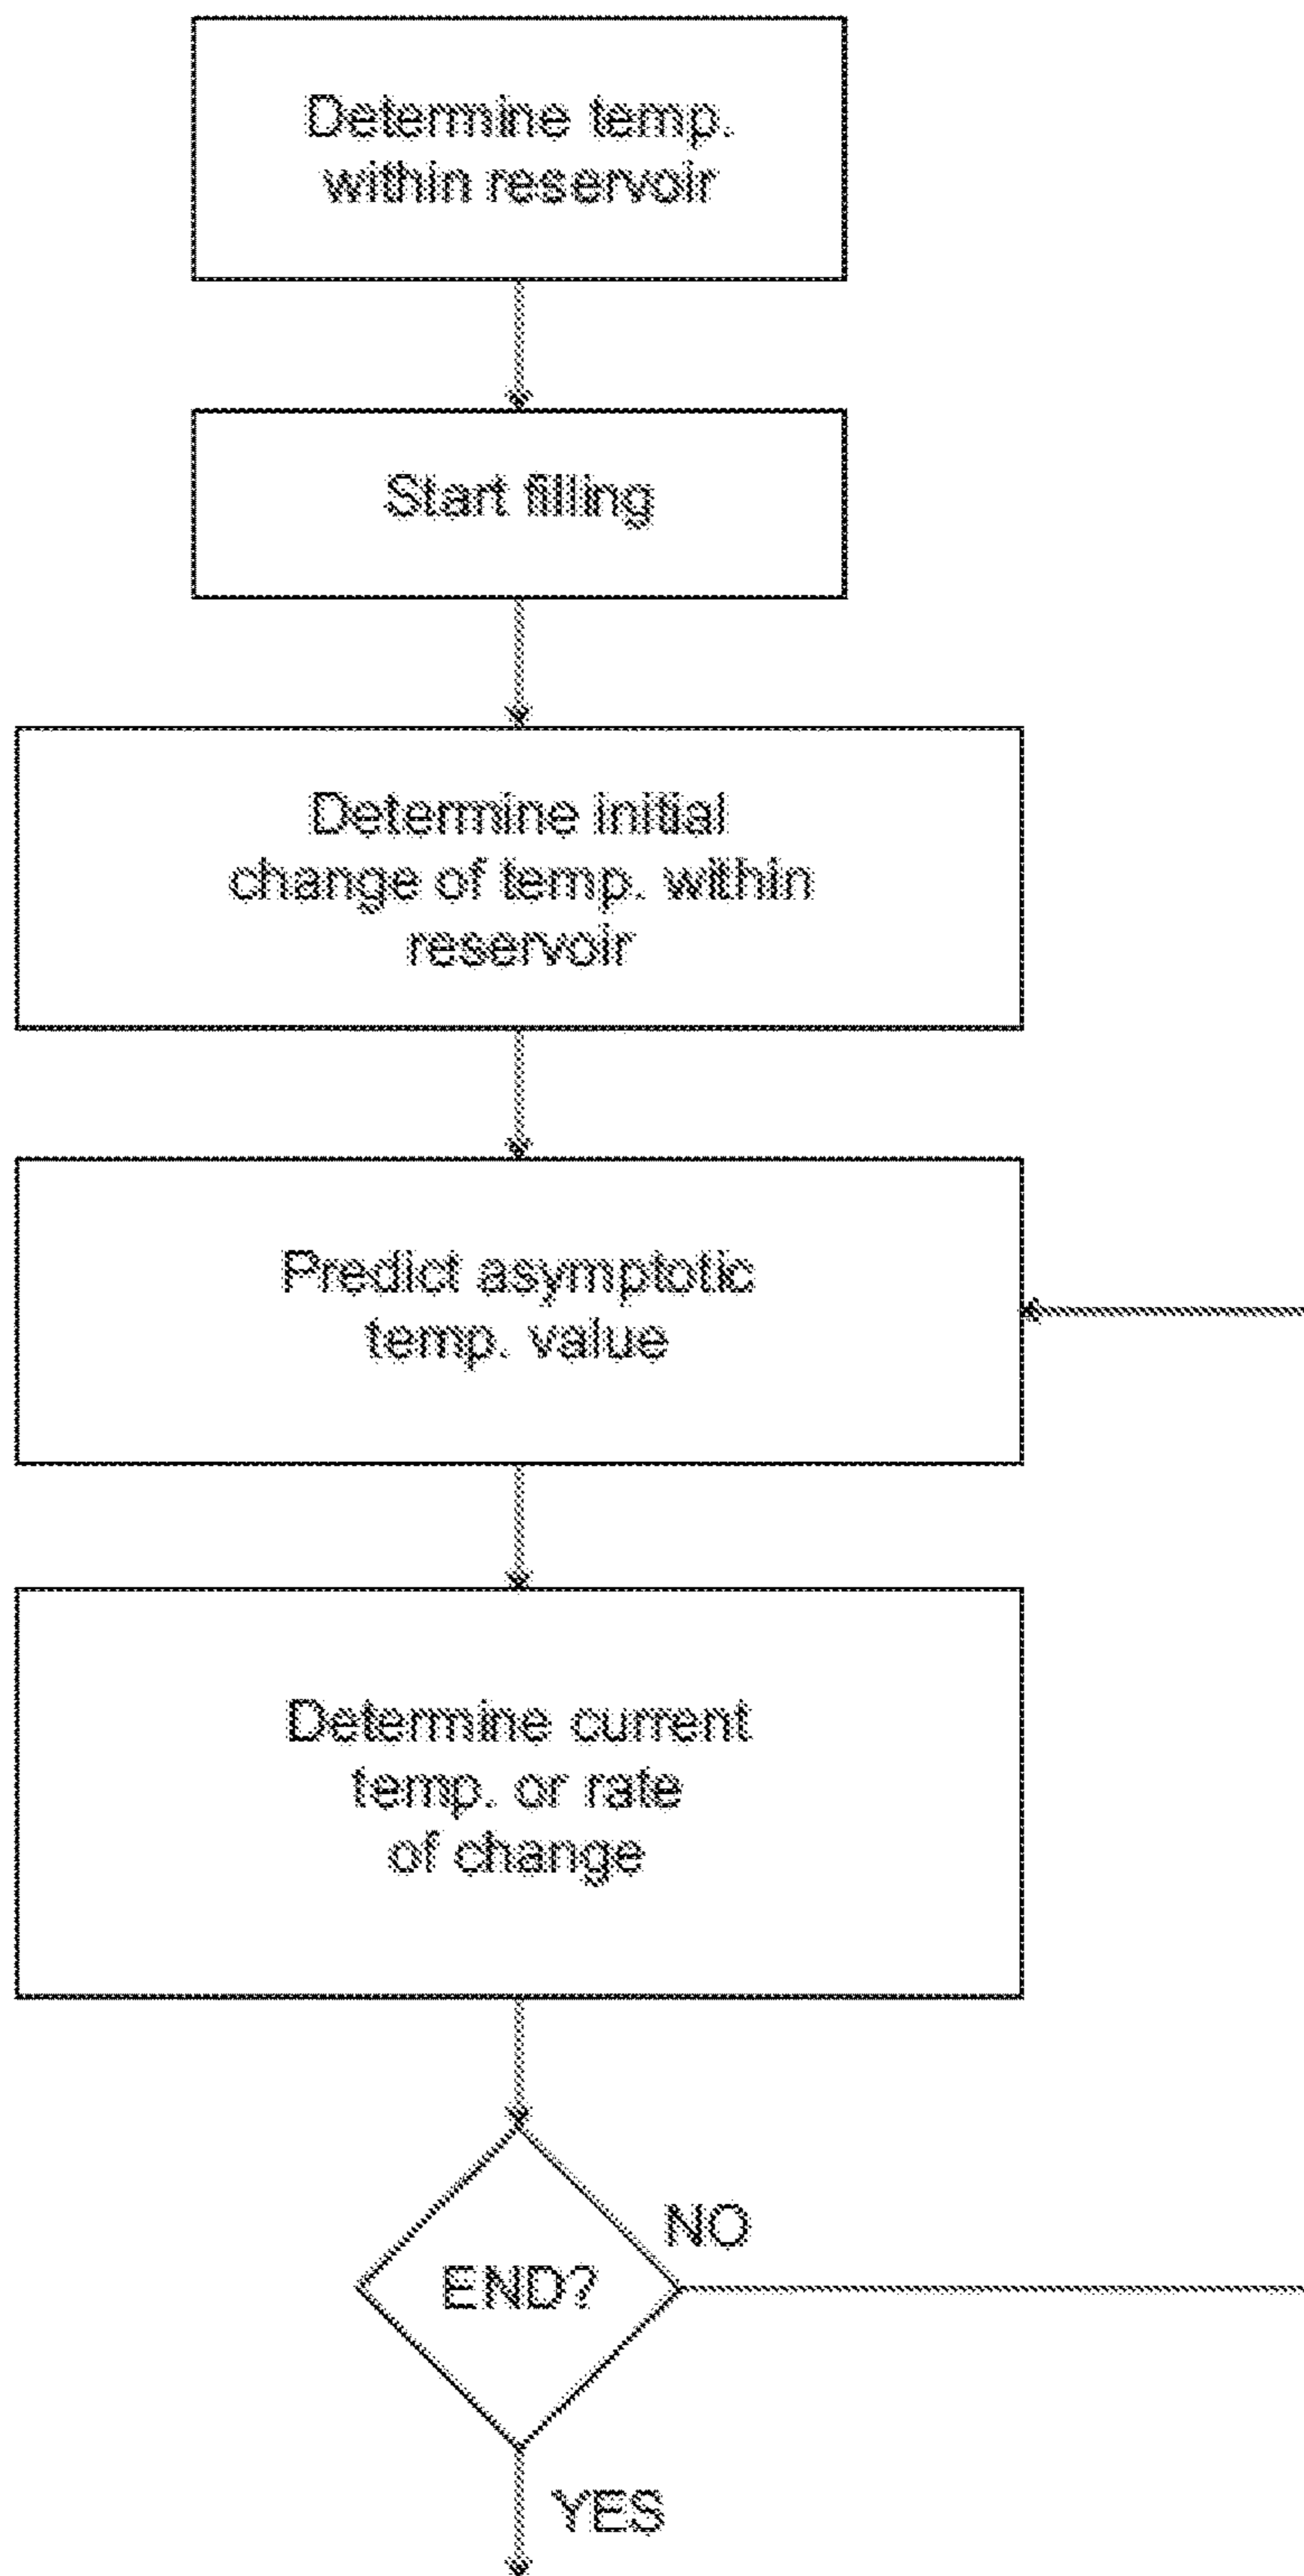 Determine temp.
within reservoir
Start filling
Determine initial
change of temp. within
reservoir
Predict asymptotic
temp. value
Determine current
temp. or rate
of change
NO
END?
YES